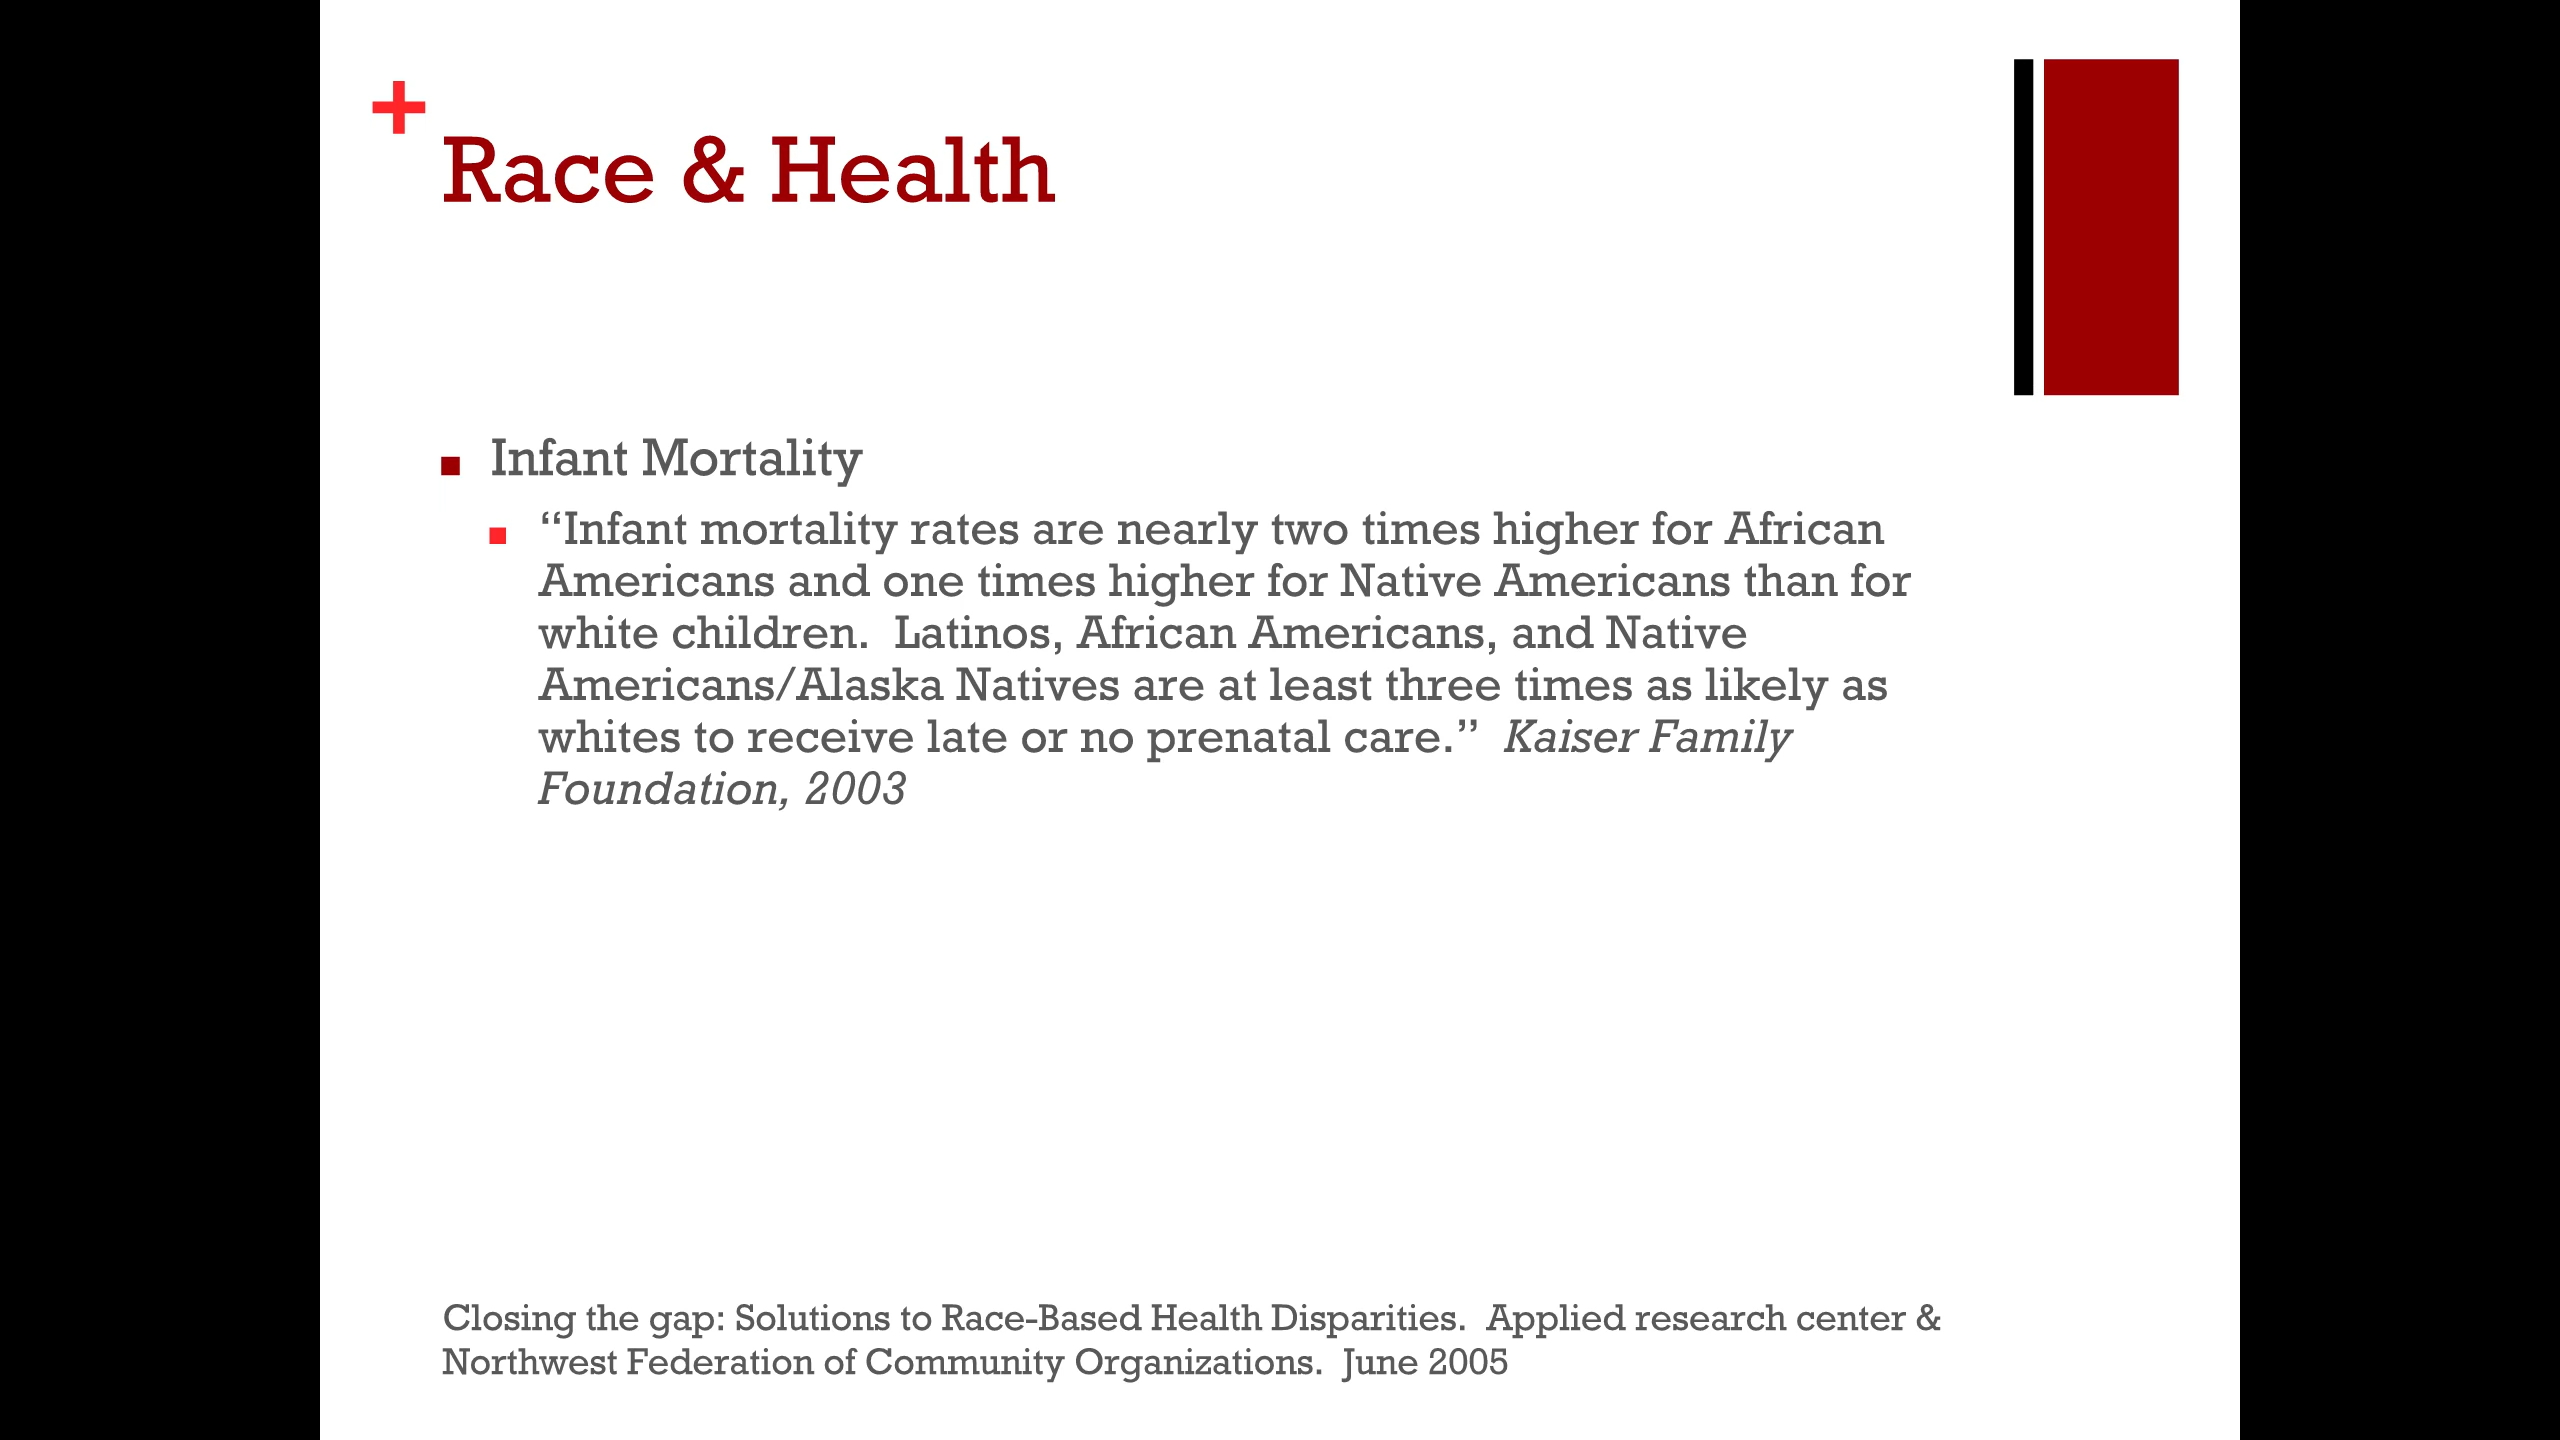 +
Race & Health
Infant Mortality
“Infant mortality rates are nearly two times higher for African
Americans and one times higher for Native Americans than for
white children.  Latinos, African Americans, and Native
Americans/Alaska Natives are at least three times as likely as
whites to receive late or no prenatal care.”  Kaiser Family
Foundation, 2003
Closing the gap: Solutions to Race-Based Health Disparities.  Applied research center &
Northwest Federation of Community Organizations.  June 2005